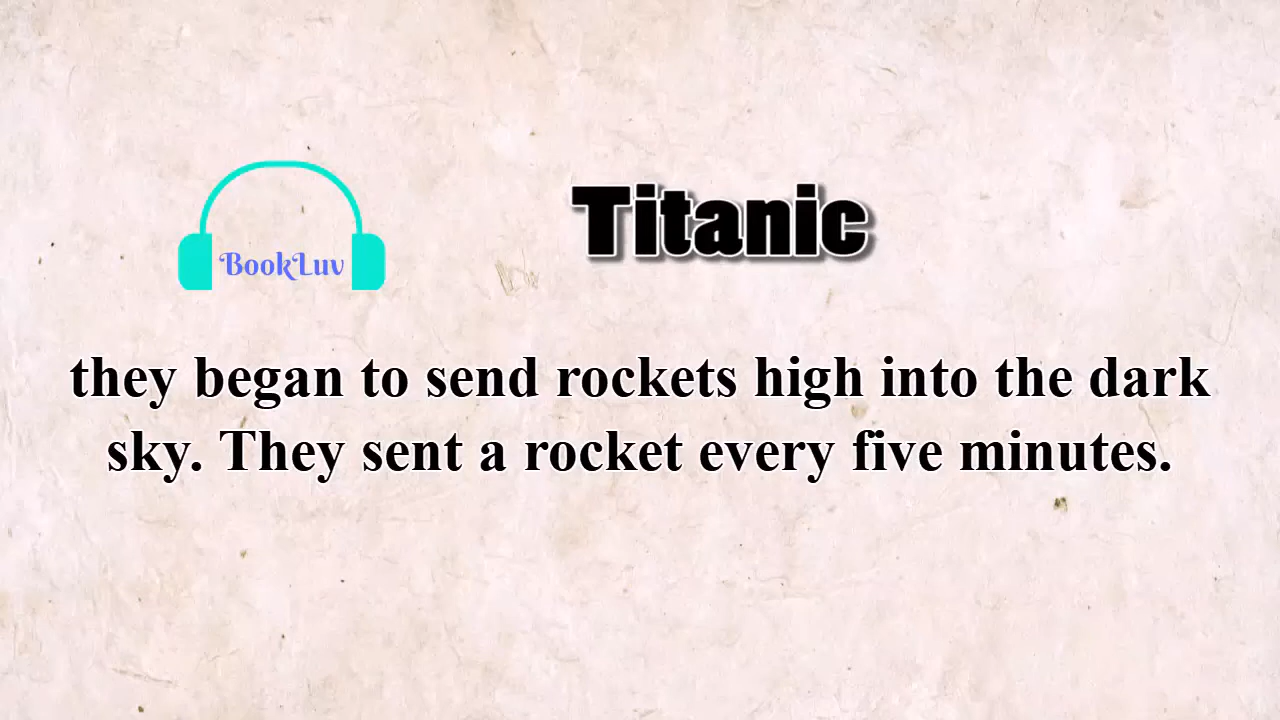 BookLuv
Titanic
they began to send rockets high into the dark
sky. They sent a rocket every five minutes.